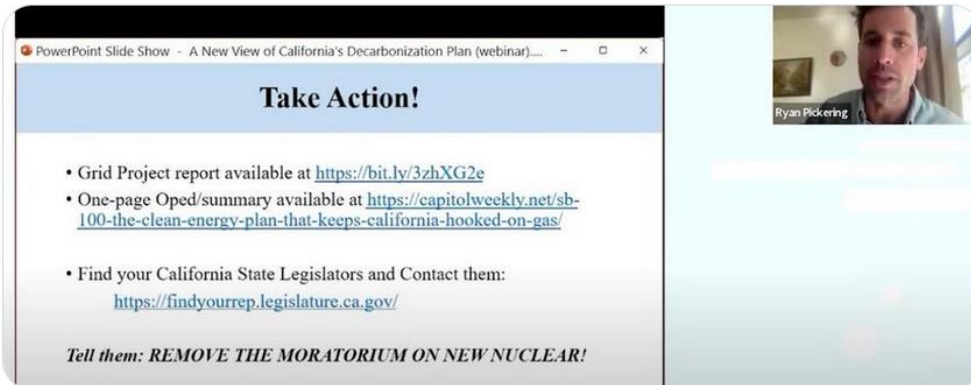 PowerPoint Slide Show - A New View of California's Decarbonization Plan (webinar)....
Take Action!
• Grid Project report available at https://bit.ly/3zhXG2e
• One-page Oped/summary available at https://capitolweekly.net/sb-
100-the-clean-energy-plan-that-keeps-california-hooked-on-gas/
• Find your California State Legislators and Contact them:
https://findyourrep.legislature.ca.gov/
Tell them: REMOVE THE MORATORIUM ON NEW NUCLEAR!
Ryan Pickering